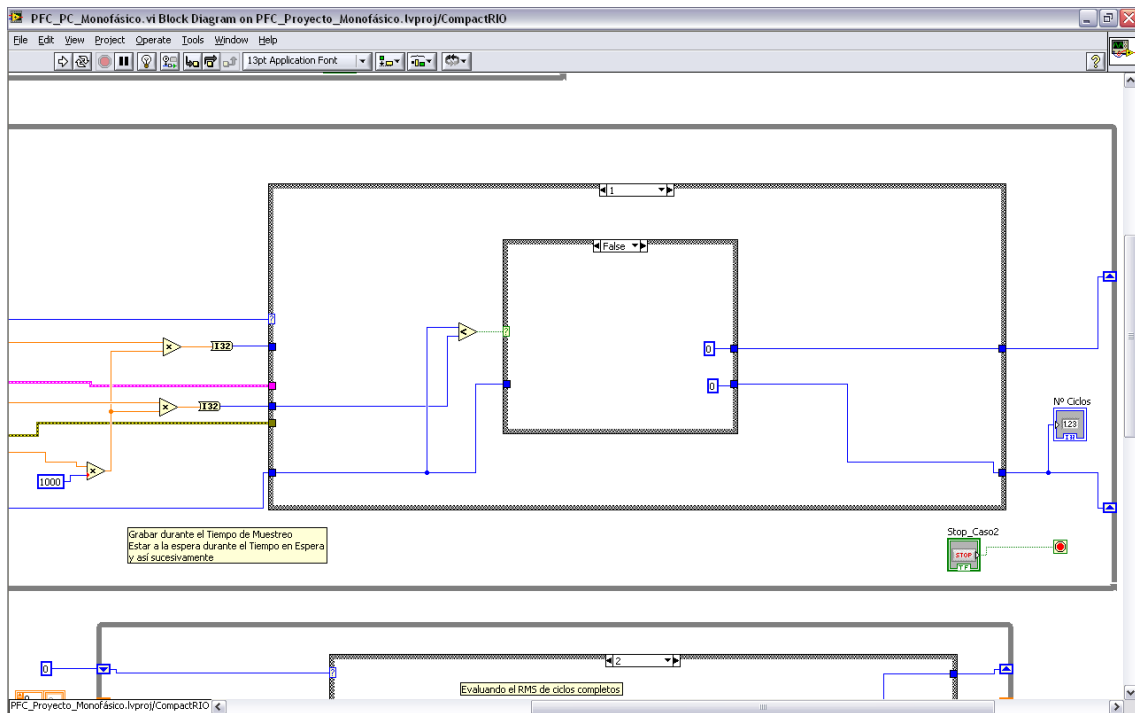 PFC_PC_Monofásico.vi Block Diagram on PFC_Proyecto_Monofásico.lvproj/CompactRIO
File Edit View Project Operate Tools Window Help
13pt Application Font
?
1
False
?
<
?
x
I32
0
x
I32
0
Nº Ciclos
1.23
x
1000
Grabar durante el Tiempo de Muestreo
Estar a la espera durante el Tiempo en Espera
y así sucesivamente
Stop_Caso2
STOP
TF
2
0
?
Evaluando el RMS de ciclos completos
PFC_Proyecto_Monofásico.lvproj/CompactRIO